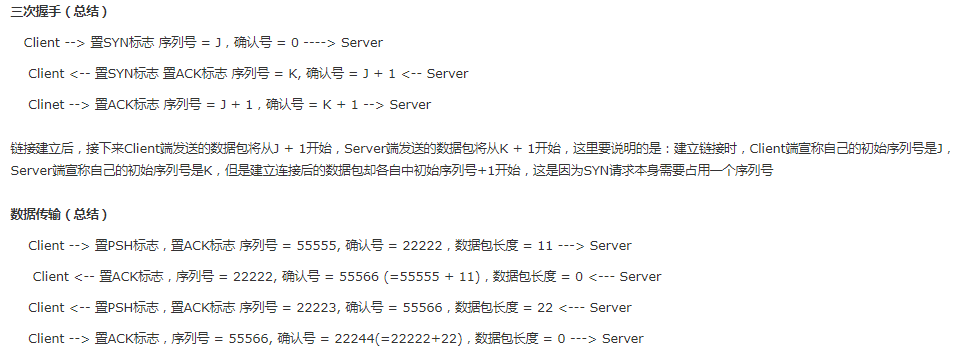 三次握手（总结）
Client --> 置SYN标志 序列号 = J，确认号 = 0 ----> Server
Client <-- 置SYN标志 置ACK标志 序列号 = K, 确认号 = J + 1 <-- Server
Clinet --> 置ACK标志 序列号 = J + 1，确认号 = K + 1 --> Server
链接建立后，接下来Client端发送的数据包将从J + 1开始，Server端发送的数据包将从K + 1开始，这里要说明的是：建立链接时，Client端宣称自己的初始序列号是J，
Server端宣称自己的初始序列号是K，但是建立连接后的数据包却各自中初始序列号+1开始，这是因为SYN请求本身需要占用一个序列号
数据传输（总结）
Client --> 置PSH标志，置ACK标志 序列号 = 55555, 确认号 = 22222，数据包长度 = 11 ---> Server
Client <-- 置ACK标志，序列号 = 22222, 确认号 = 55566 (=55555 + 11)，数据包长度 = 0 <--- Server
Client <-- 置PSH标志，置ACK标志 序列号 = 22223, 确认号 = 55566，数据包长度 = 22 <--- Server
Client --> 置ACK标志，序列号 = 55566, 确认号 = 22244(=22222+22)，数据包长度 = 0 ---> Server